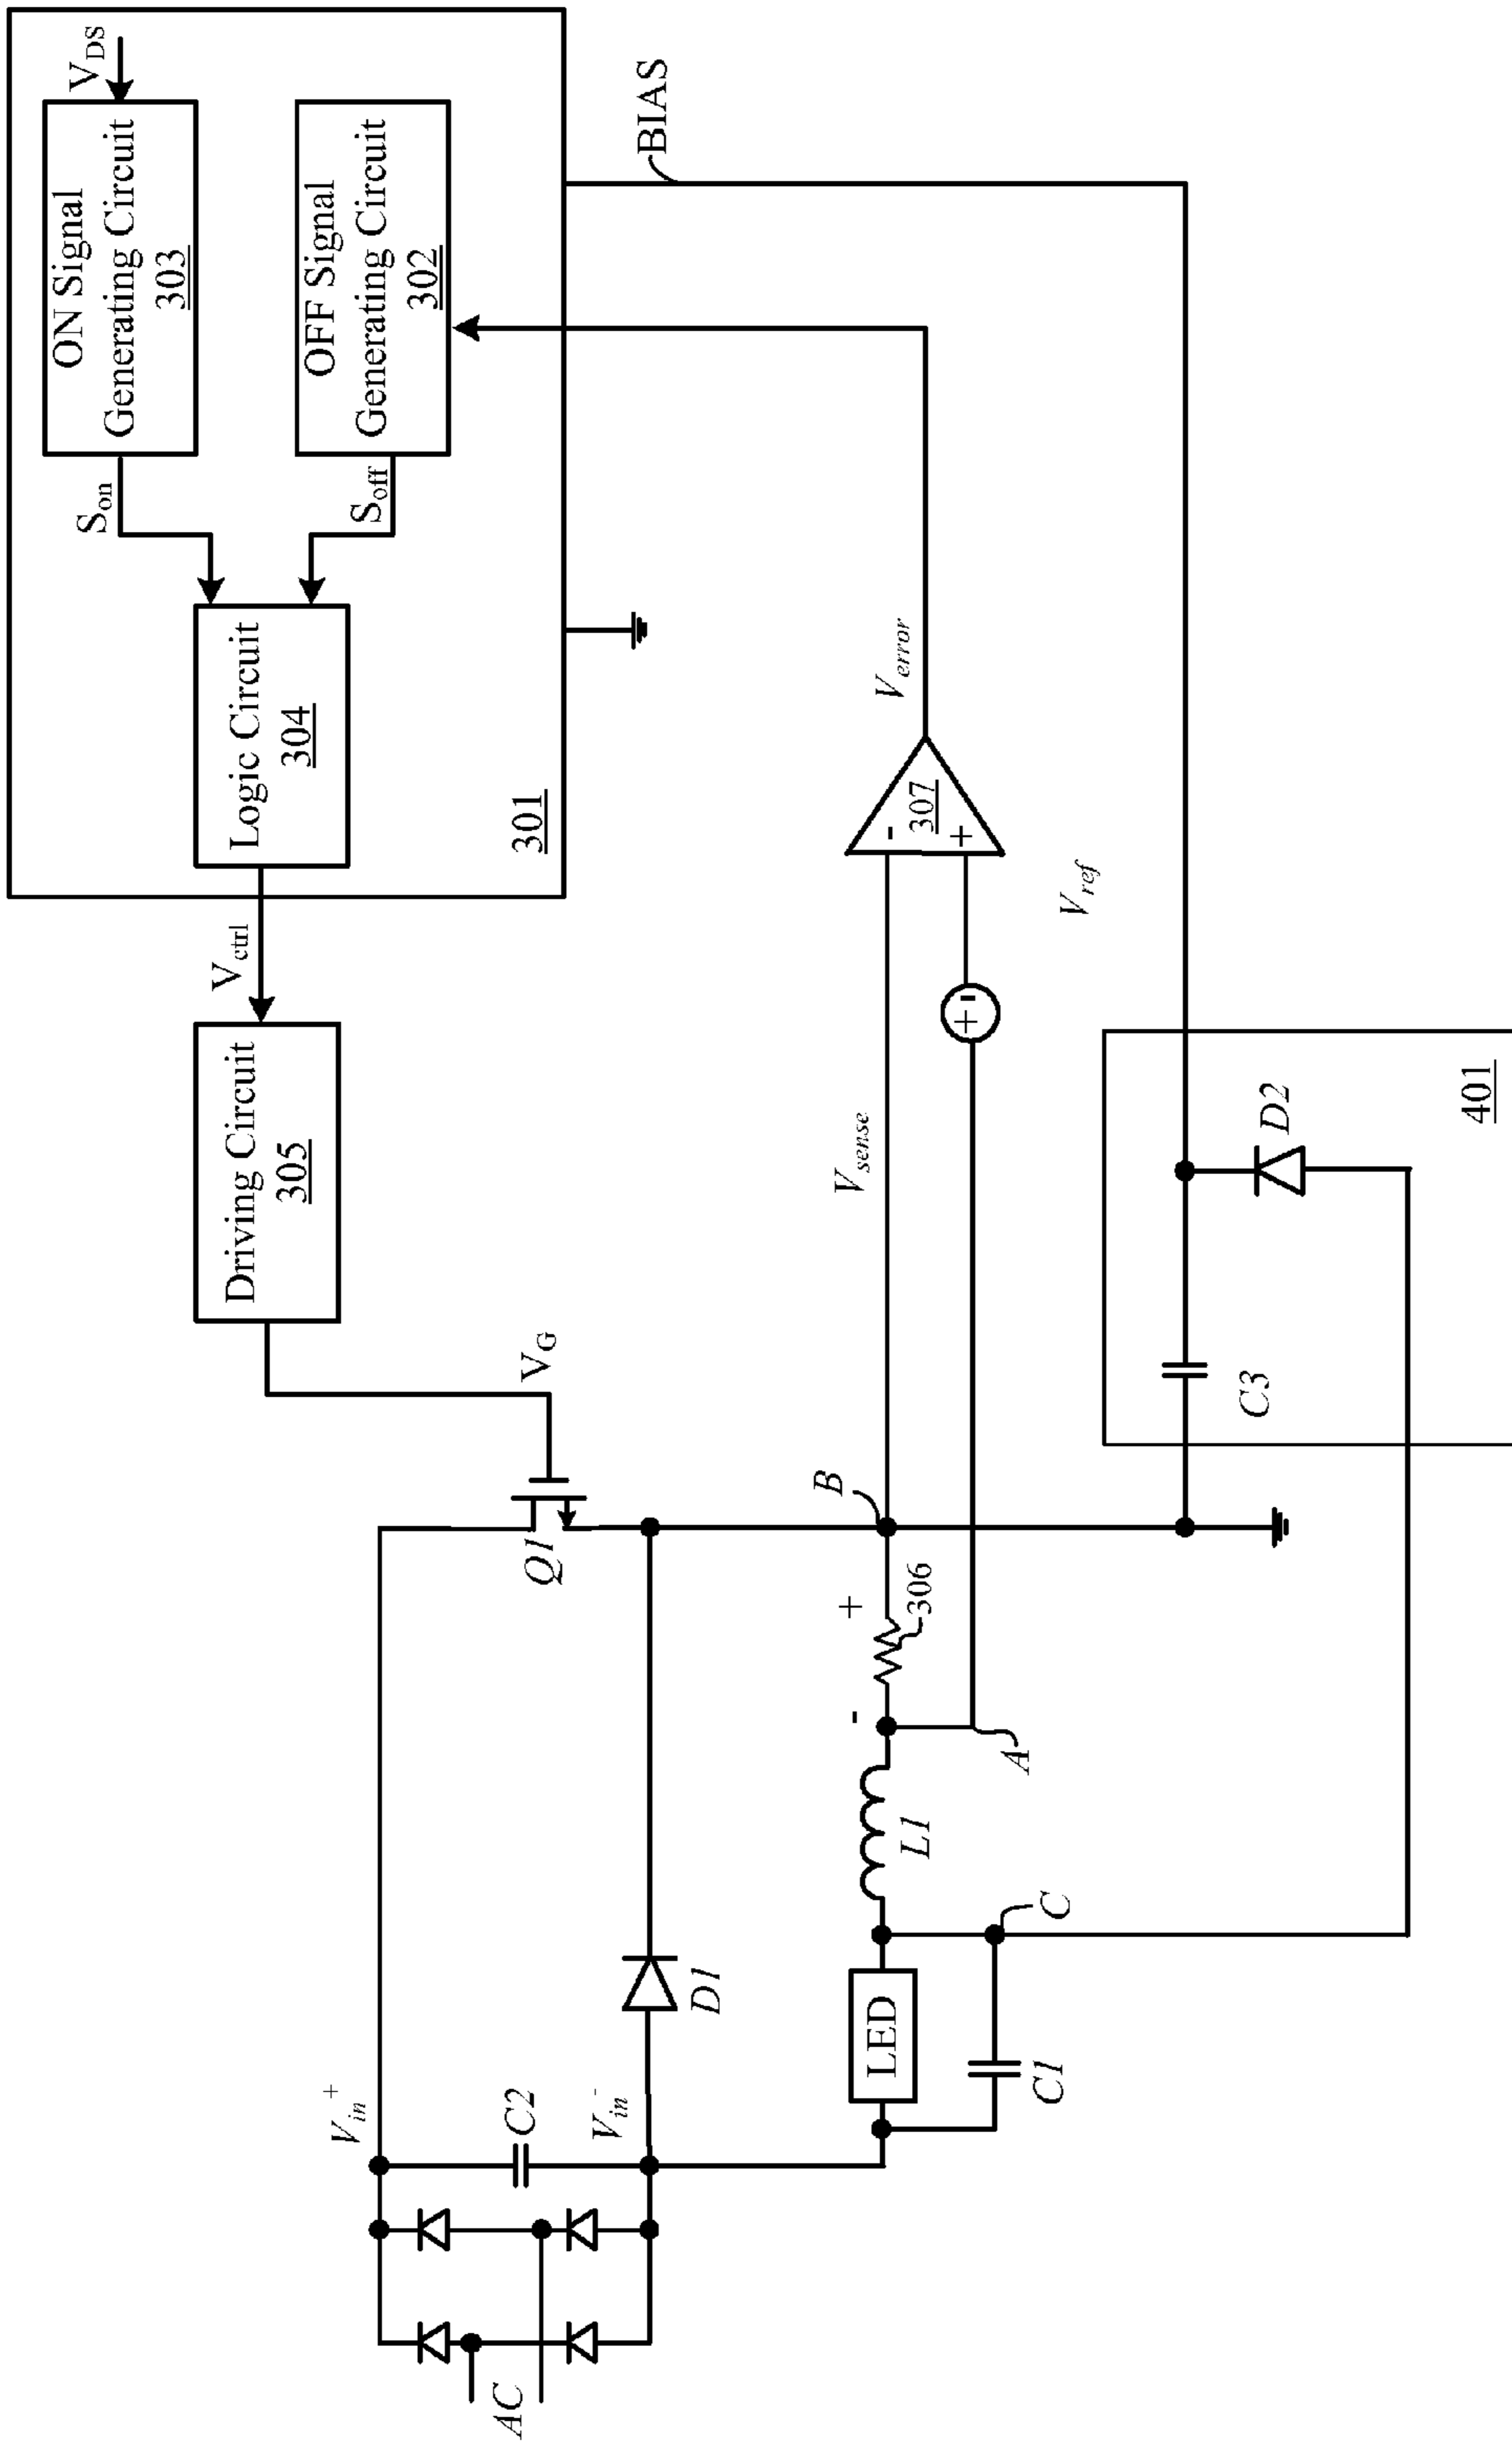 V_DS
ON Signal
Generating Circuit
303
OFF Signal
Generating Circuit
302
S_on
S_off
Logic Circuit
304
301
BIAS
V_ctrl
Driving Circuit
305
V_G
Q1
V_error
307
-
+
V_ref
+ -
V_sense
B
+
306
-
A
L1
C
LED
C1
D1
V_in^+
C2
V_in^-
AC
C3
D2
401